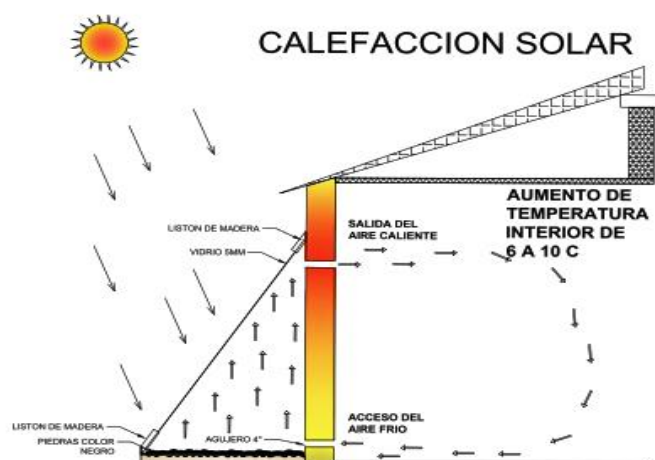 CALEFACCION SOLAR
LISTON DE MADERA
VIDRIO 5MM
SALIDA DEL
AIRE CALIENTE
AUMENTO DE
TEMPERATURA
INTERIOR DE
6 A 10 C
LISTON DE MADERA
PIEDRAS COLOR
NEGRO
AGUJERO 4"
ACCESO DEL
AIRE FRIO